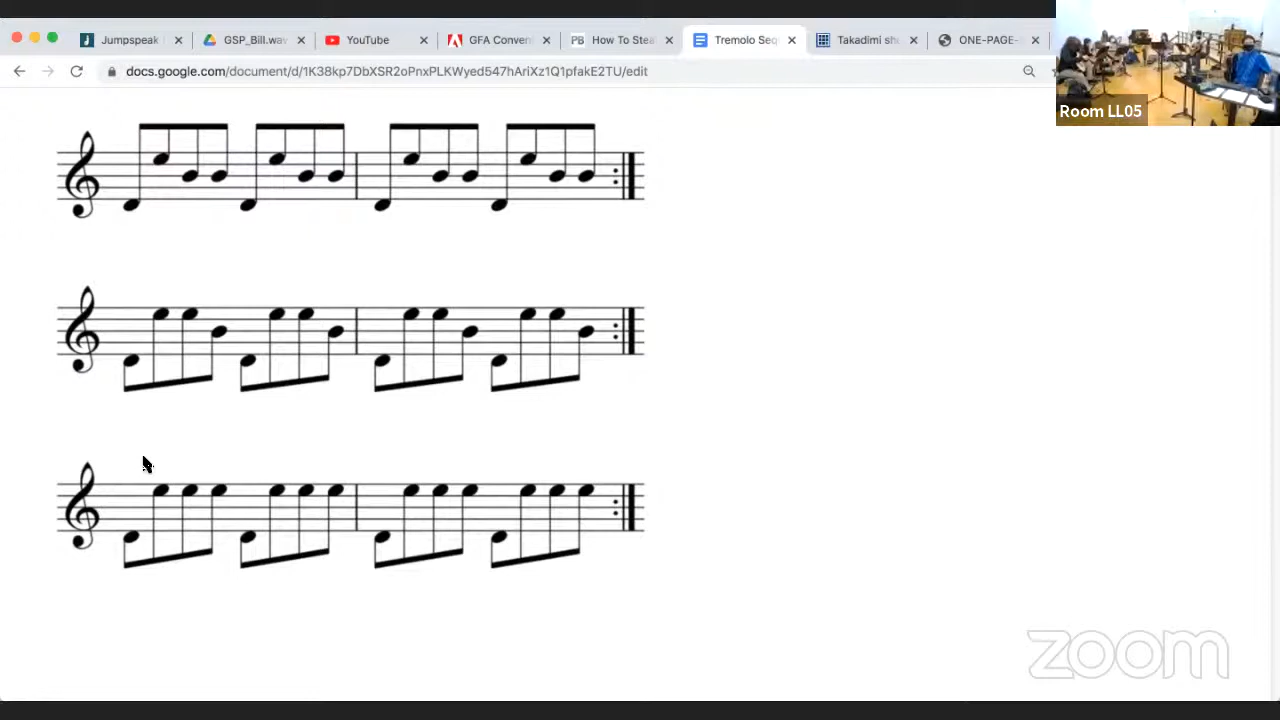 Jumpspeak
GSP_Bill.wav
YouTube
GFA Conven
PB How To Stea
Tremolo Seq
Takadimi sh
ONE-PAGE-
docs.google.com/document/d/1K38kp7DbXSR2oPnxPLKWyed547hAriXz1Q1pfakE2TU/edit
Room LL05
zoom